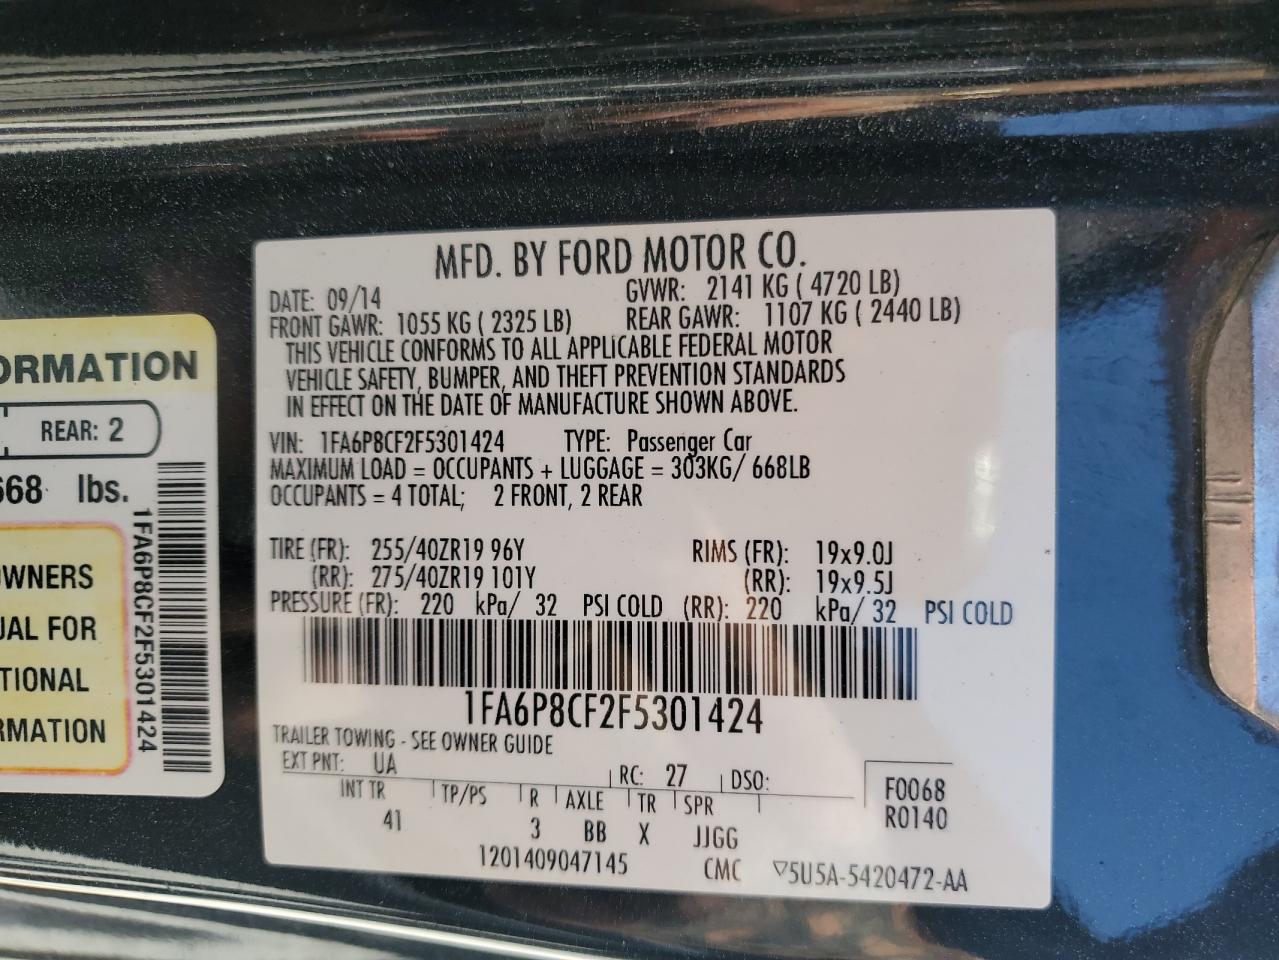 ORMATION
REAR: 2
668 lbs.
1FA6P8CF2F5301424
OWNERS
UAL FOR
TIONAL
RMATION
MFD. BY FORD MOTOR CO.
DATE: 09/14 GVWR: 2141 KG ( 4720 LB)
FRONT GAWR: 1055 KG ( 2325 LB) REAR GAWR: 1107 KG ( 2440 LB)
THIS VEHICLE CONFORMS TO ALL APPLICABLE FEDERAL MOTOR
VEHICLE SAFETY, BUMPER, AND THEFT PREVENTION STANDARDS
IN EFFECT ON THE DATE OF MANUFACTURE SHOWN ABOVE.
VIN: 1FA6P8CF2F5301424 TYPE: Passenger Car
MAXIMUM LOAD = OCCUPANTS + LUGGAGE = 303KG/ 668LB
OCCUPANTS = 4 TOTAL; 2 FRONT, 2 REAR
TIRE (FR): 255/40ZR19 96Y RIMS (FR): 19x9.0J
(RR): 275/40ZR19 101Y (RR): 19x9.5J
PRESSURE (FR): 220 kPa/ 32 PSI COLD (RR): 220 kPa/ 32 PSI COLD
1FA6P8CF2F5301424
TRAILER TOWING - SEE OWNER GUIDE
EXT PNT: UA RC: 27 DSO:
INT TR TP/PS R AXLE TR SPR
41 3 BB X JJGG
F0068
R0140
1201409047145 CMC ▽5U5A-5420472-AA